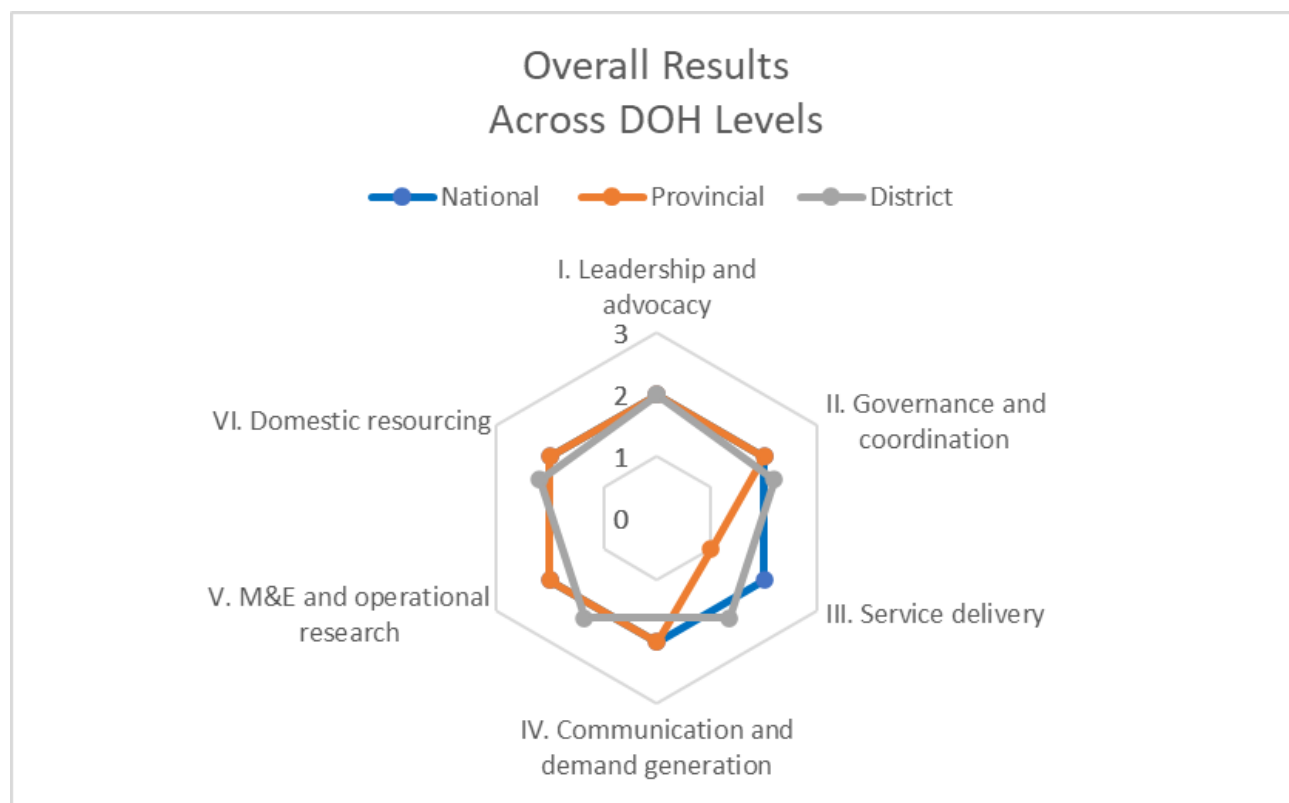 Overall Results
Across DOH Levels
National Provincial District
I. Leadership and
advocacy
3
2
1
0
II. Governance and
coordination
III. Service delivery
IV. Communication and
demand generation
V. M&E and operational
research
VI. Domestic resourcing